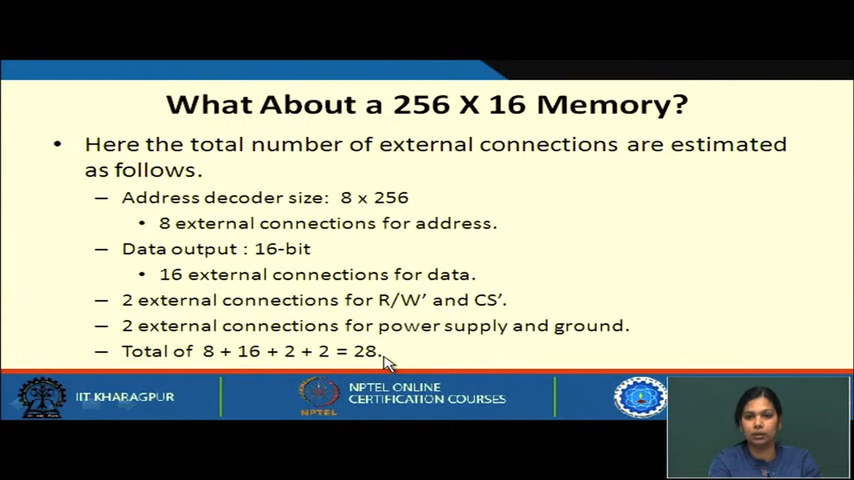 What About a 256 X 16 Memory?
• Here the total number of external connections are estimated
as follows.
– Address decoder size: 8 x 256
• 8 external connections for address.
– Data output : 16-bit
• 16 external connections for data.
– 2 external connections for R/W’ and CS’.
– 2 external connections for power supply and ground.
– Total of 8 + 16 + 2 + 2 = 28.
IIT KHARAGPUR
NPTEL
NPTEL ONLINE
CERTIFICATION COURSES